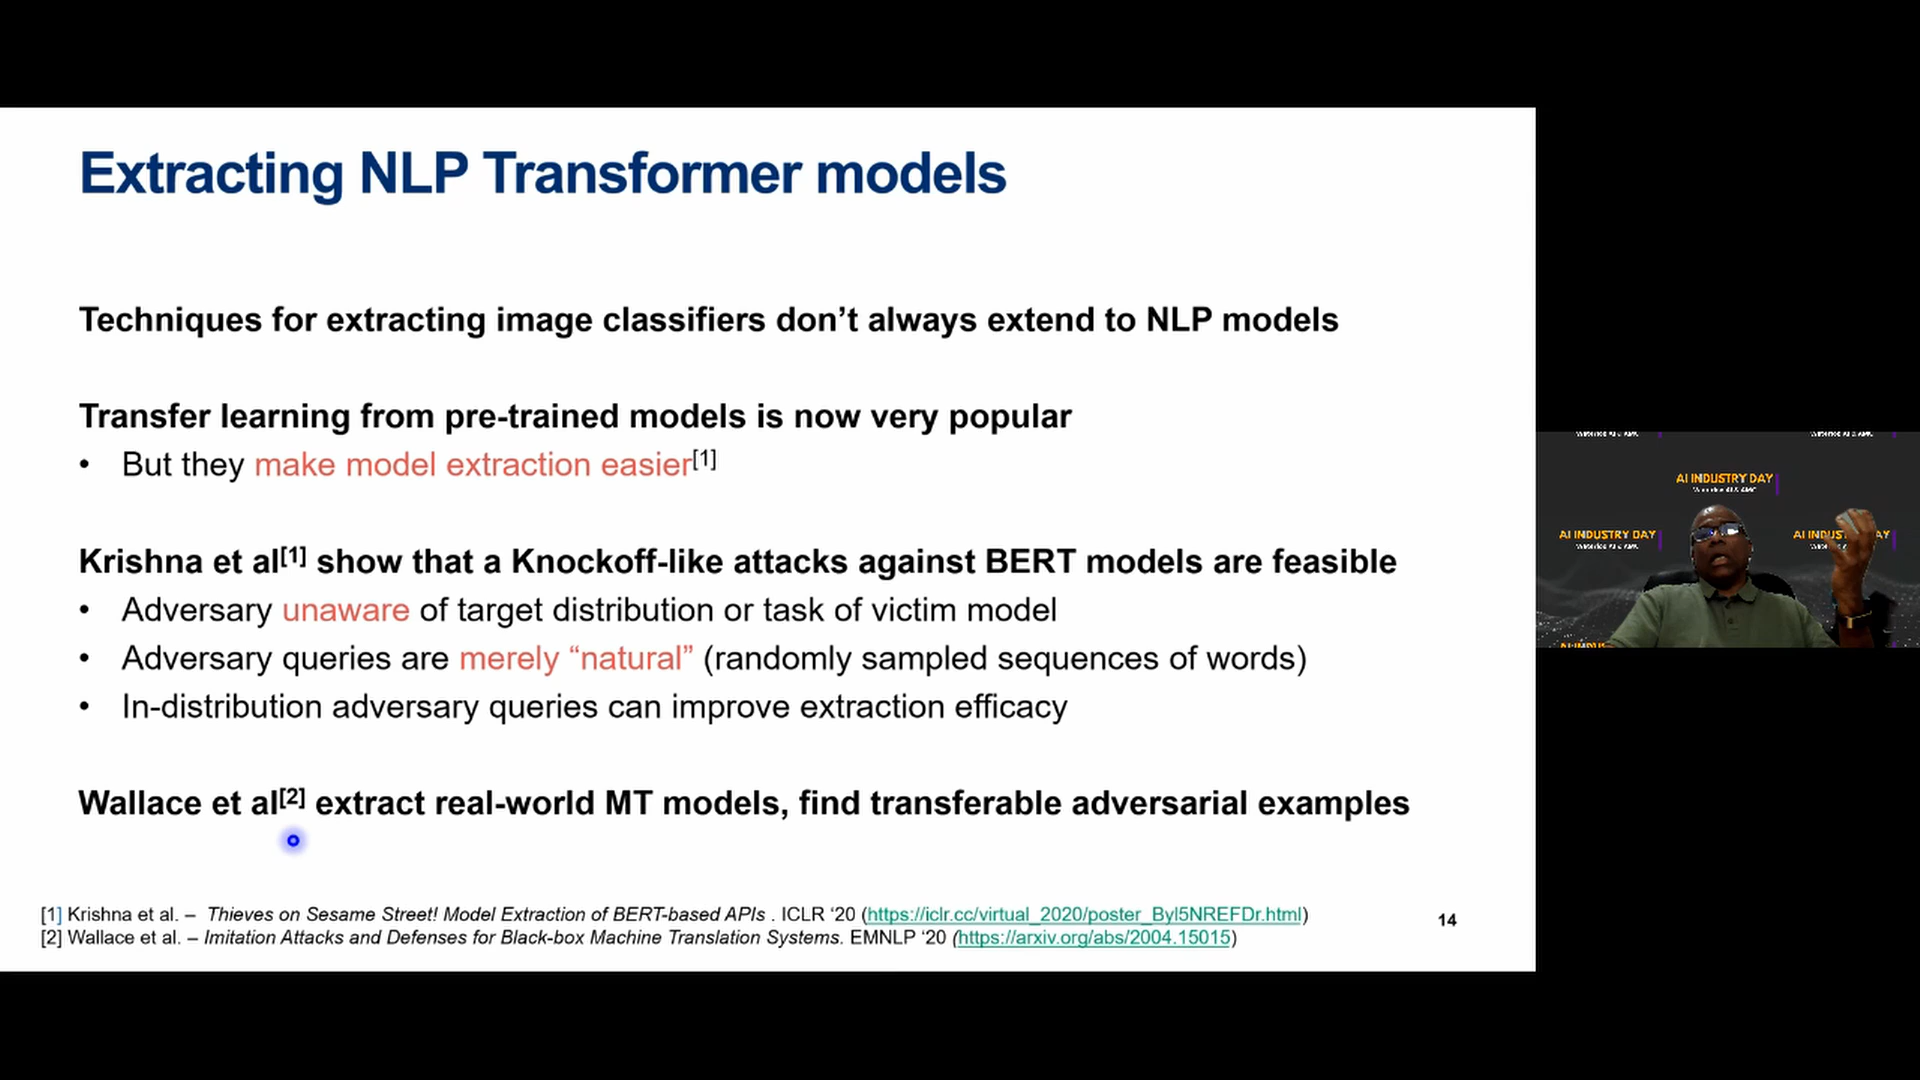 Extracting NLP Transformer models
Techniques for extracting image classifiers don’t always extend to NLP models
Transfer learning from pre-trained models is now very popular
• But they make model extraction easier[1]
Krishna et al[1] show that a Knockoff-like attacks against BERT models are feasible
• Adversary unaware of target distribution or task of victim model
• Adversary queries are merely “natural” (randomly sampled sequences of words)
• In-distribution adversary queries can improve extraction efficacy
Wallace et al[2] extract real-world MT models, find transferable adversarial examples
[1] Krishna et al. – Thieves on Sesame Street! Model Extraction of BERT-based APIs . ICLR ‘20 (https://iclr.cc/virtual_2020/poster_Byl5NREFDr.html)
[2] Wallace et al. – Imitation Attacks and Defenses for Black-box Machine Translation Systems. EMNLP ‘20 (https://arxiv.org/abs/2004.15015)
14
AI INDUSTRY DAY
AI INDUSTRY DAY